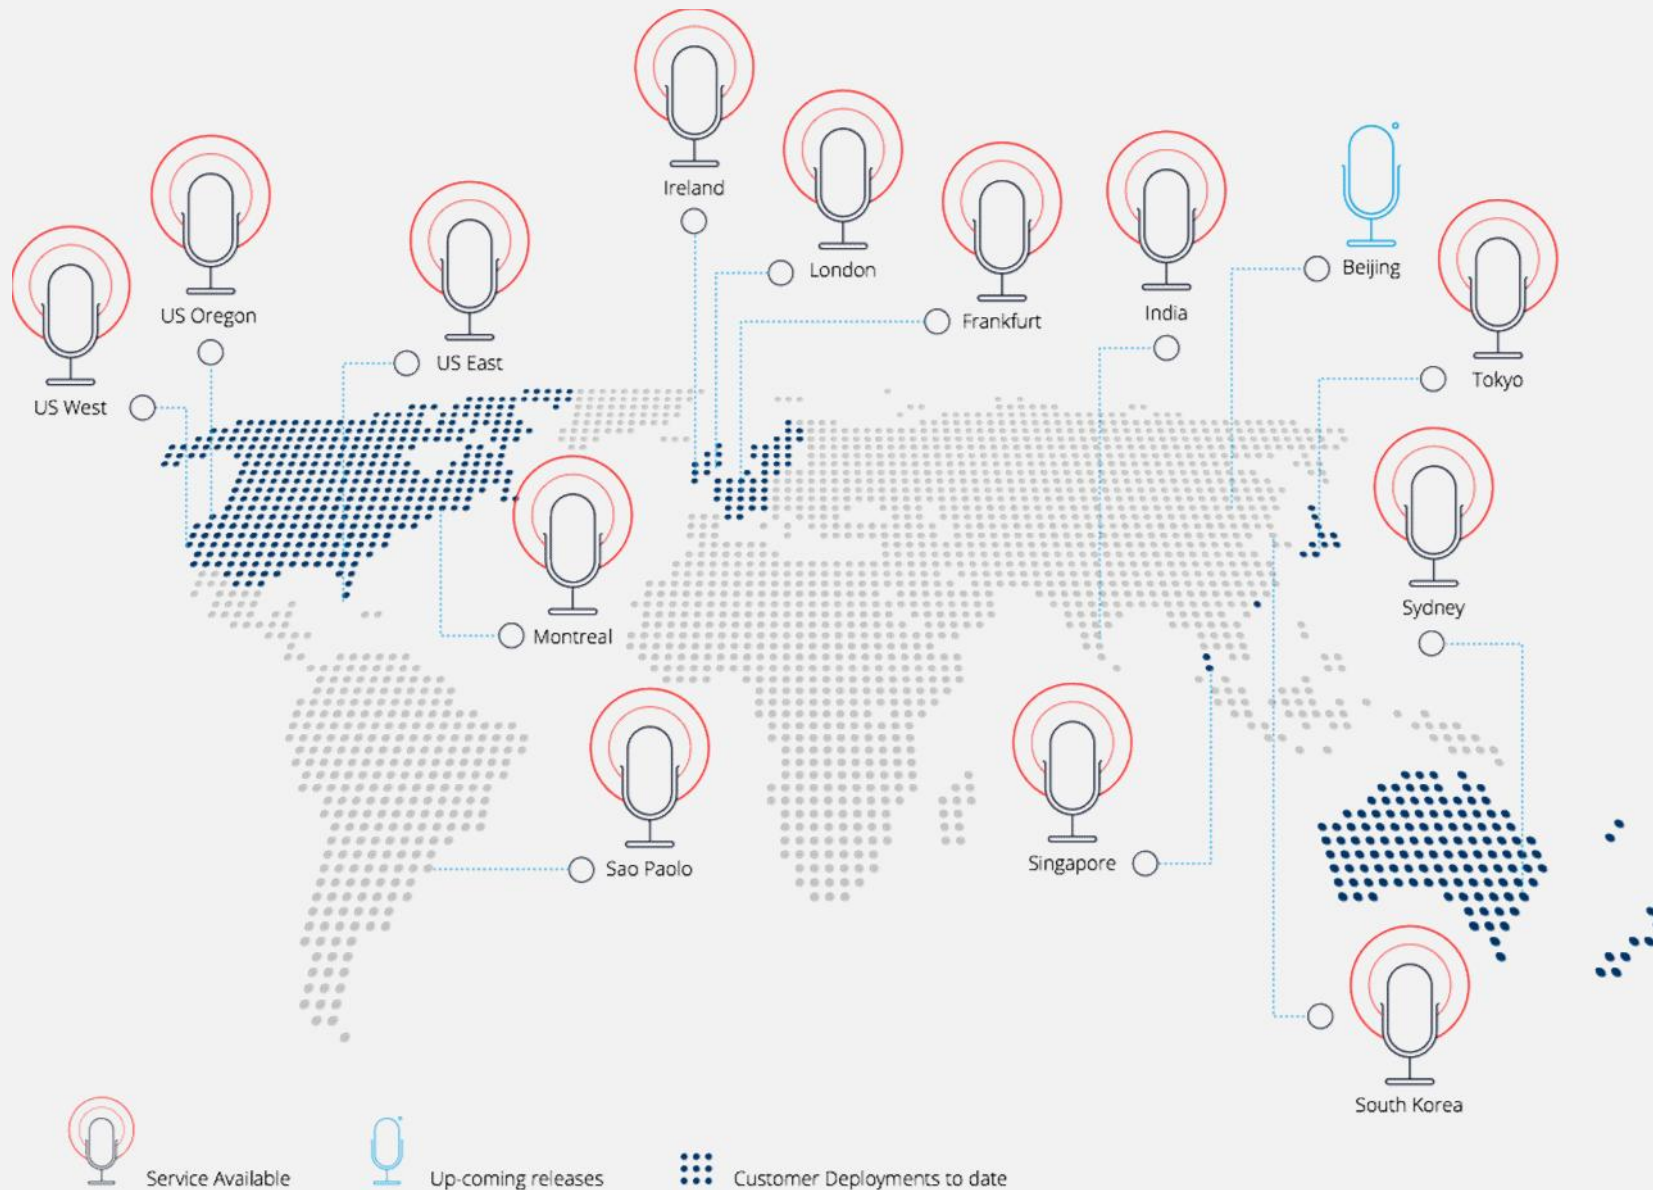 Ireland
London
Beijing
US Oregon
India
Frankfurt
US East
Tokyo
US West
Sydney
Montreal
Singapore
Sao Paolo
South Korea
Service Available
Up-coming releases
Customer Deployments to date